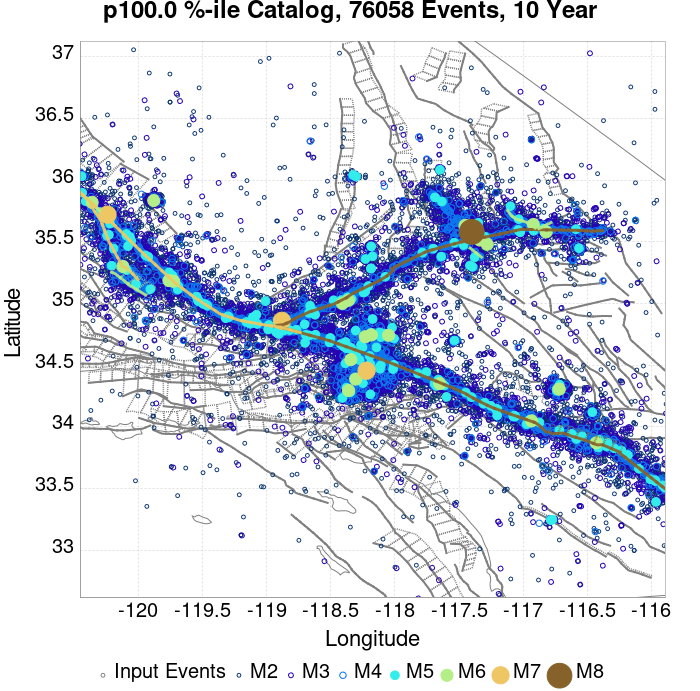 p100.0 %-ile Catalog, 76058 Events, 10 Year
37
36.5
36
35.5
35
34.5
34
33.5
33
Latitude
-120 -119.5 -119 -118.5 -118 -117.5 -117 -116.5 -116
Longitude
Input Events M2 M3 M4 M5 M6 M7 M8